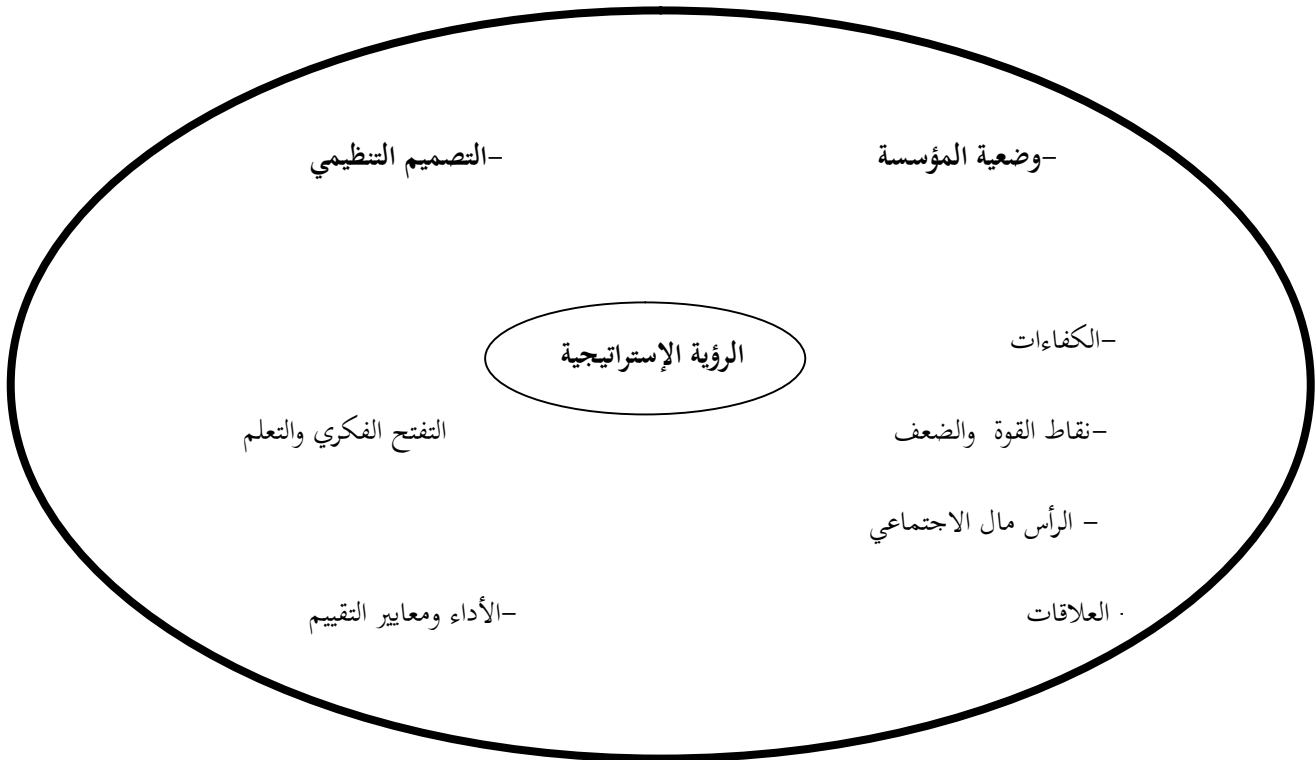 -وضعية المؤسسة
-التصميم التنظيمي
-الكفاءات
الرؤية الإستراتيجية
-نقاط القوة والضعف
التفتح الفكري والتعلم
- الرأس مال الاجتماعي
· العلاقات
-الأداء ومعايير التقييم